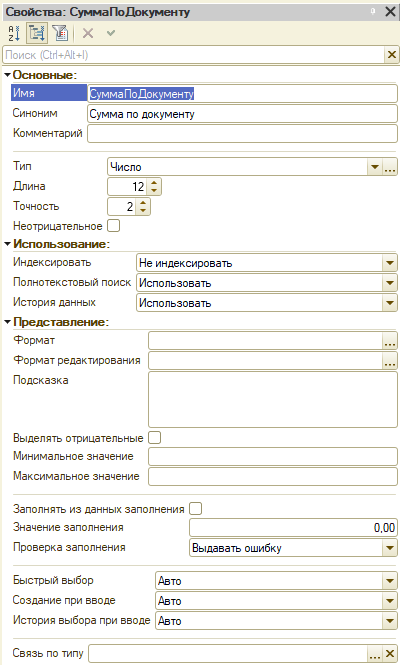 Свойства: СуммаПоДокументу
Поиск (Ctrl+Alt+I)
Основные:
Имя СуммаПоДокументу
Синоним Сумма по документу
Комментарий
Тип Число
Длина 12
Точность 2
Неотрицательное
Использование:
Индексировать Не индексировать
Полнотекстовый поиск Использовать
История данных Использовать
Представление:
Формат
Формат редактирования
Подсказка
Выделять отрицательные
Минимальное значение
Максимальное значение
Заполнять из данных заполнения
Значение заполнения 0,00
Проверка заполнения Выдавать ошибку
Быстрый выбор Авто
Создание при вводе Авто
История выбора при вводе Авто
Связь по типу